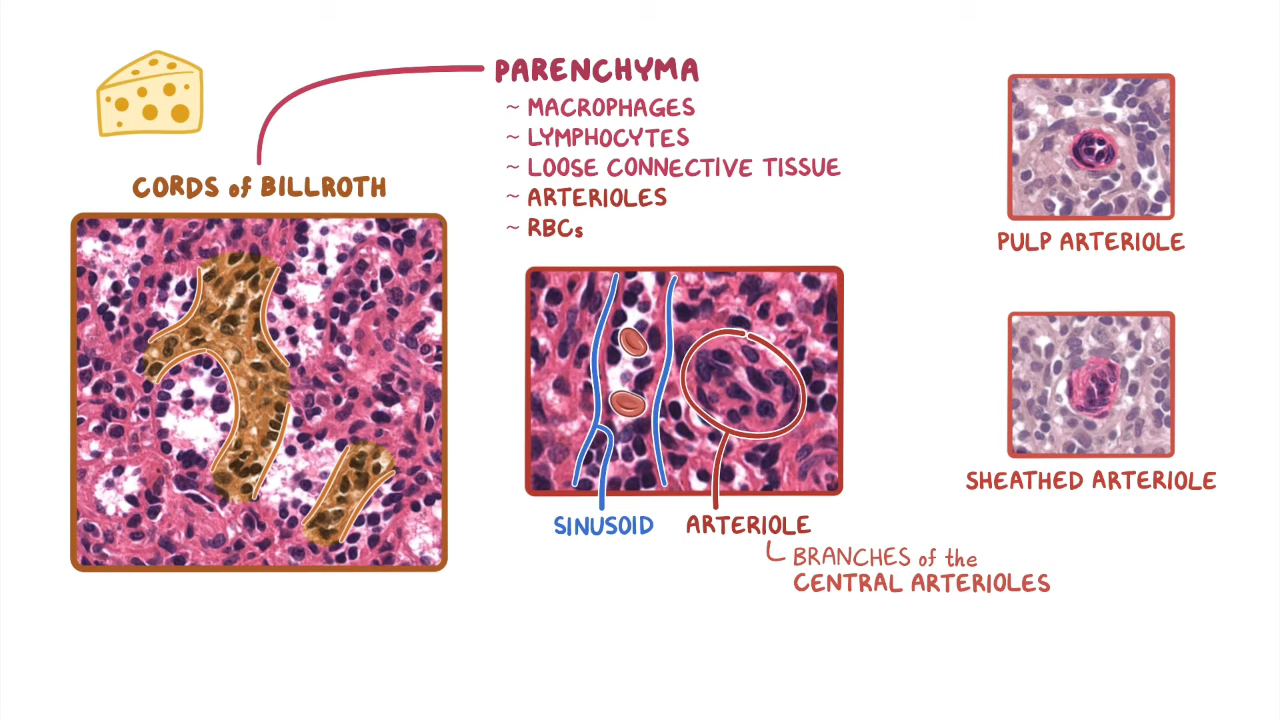 PARENCHYMA
~ MACROPHAGES
~ LYMPHOCYTES
~ LOOSE CONNECTIVE TISSUE
~ ARTERIOLES
~ RBCs
CORDS of BILLROTH
SINUSOID
ARTERIOLE
BRANCHES of the
CENTRAL ARTERIOLES
PULP ARTERIOLE
SHEATHED ARTERIOLE